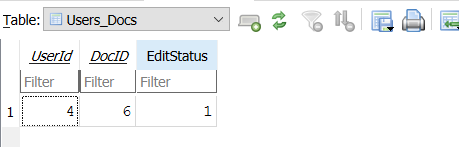 Table: Users_Docs
UserId DocID EditStatus
Filter Filter Filter
1 4 6 1